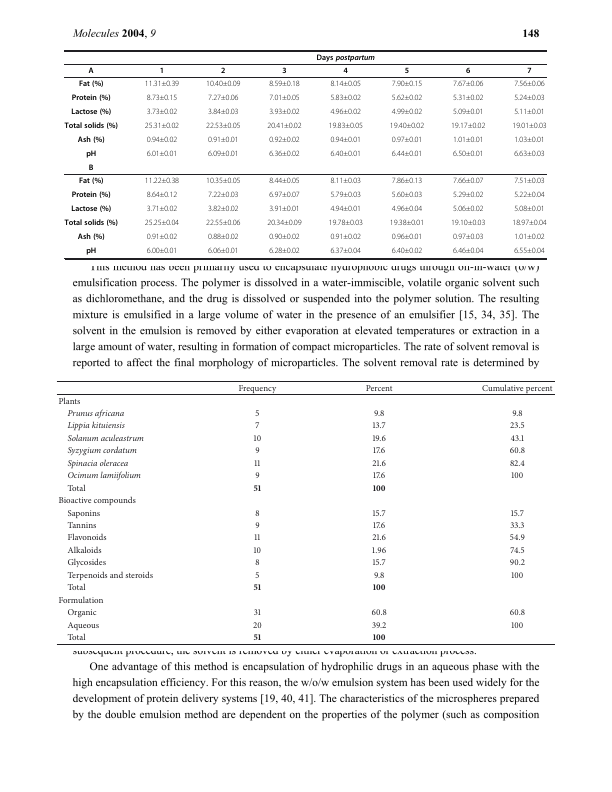 Molecules 2004, 9 148
Days postpartum
A 1 2 3 4 5 6 7
Fat (%) 11.31±0.39 10.40±0.09 8.59±0.18 8.14±0.05 7.90±0.15 7.67±0.06 7.56±0.06
Protein (%) 8.73±0.15 7.27±0.06 7.01±0.05 5.83±0.02 5.62±0.02 5.31±0.02 5.24±0.03
Lactose (%) 3.73±0.02 3.84±0.03 3.93±0.02 4.96±0.02 4.99±0.02 5.09±0.01 5.11±0.01
Total solids (%) 25.31±0.02 22.53±0.05 20.41±0.02 19.83±0.05 19.40±0.02 19.17±0.02 19.01±0.03
Ash (%) 0.94±0.02 0.91±0.01 0.92±0.02 0.94±0.01 0.97±0.01 1.01±0.01 1.03±0.01
pH 6.01±0.01 6.09±0.01 6.36±0.02 6.40±0.01 6.44±0.01 6.50±0.01 6.63±0.03
B
Fat (%) 11.22±0.38 10.35±0.05 8.44±0.05 8.11±0.03 7.86±0.13 7.66±0.07 7.51±0.03
Protein (%) 8.64±0.12 7.22±0.03 6.97±0.07 5.79±0.03 5.60±0.03 5.29±0.02 5.22±0.04
Lactose (%) 3.71±0.02 3.82±0.02 3.91±0.01 4.94±0.01 4.96±0.04 5.06±0.02 5.08±0.01
Total solids (%) 25.25±0.04 22.55±0.06 20.34±0.09 19.78±0.03 19.38±0.01 19.10±0.03 18.97±0.04
Ash (%) 0.91±0.02 0.88±0.02 0.90±0.02 0.91±0.02 0.96±0.01 0.97±0.03 1.01±0.02
pH 6.00±0.01 6.06±0.01 6.28±0.02 6.37±0.04 6.40±0.02 6.46±0.04 6.55±0.04
This method has been primarily used to encapsulate hydrophobic drugs through oil-in-water (o/w)
emulsification process. The polymer is dissolved in a water-immiscible, volatile organic solvent such
as dichloromethane, and the drug is dissolved or suspended into the polymer solution. The resulting
mixture is emulsified in a large volume of water in the presence of an emulsifier [15, 34, 35]. The
solvent in the emulsion is removed by either evaporation at elevated temperatures or extraction in a
large amount of water, resulting in formation of compact microparticles. The rate of solvent removal is
reported to affect the final morphology of microparticles. The solvent removal rate is determined by
Frequency Percent Cumulative percent
Plants
Prunus africana 5 9.8 9.8
Lippia kituiensis 7 13.7 23.5
Solanum aculeastrum 10 19.6 43.1
Syzygium cordatum 9 17.6 60.8
Spinacia oleracea 11 21.6 82.4
Ocimum lamiifolium 9 17.6 100
Total 51 100
Bioactive compounds
Saponins 8 15.7 15.7
Tannins 9 17.6 33.3
Flavonoids 11 21.6 54.9
Alkaloids 10 1.96 74.5
Glycosides 8 15.7 90.2
Terpenoids and steroids 5 9.8 100
Total 51 100
Formulation
Organic 31 60.8 60.8
Aqueous 20 39.2 100
Total 51 100
subsequent procedure, the solvent is removed by either evaporation or extraction process.
One advantage of this method is encapsulation of hydrophilic drugs in an aqueous phase with the
high encapsulation efficiency. For this reason, the w/o/w emulsion system has been used widely for the
development of protein delivery systems [19, 40, 41]. The characteristics of the microspheres prepared
by the double emulsion method are dependent on the properties of the polymer (such as composition